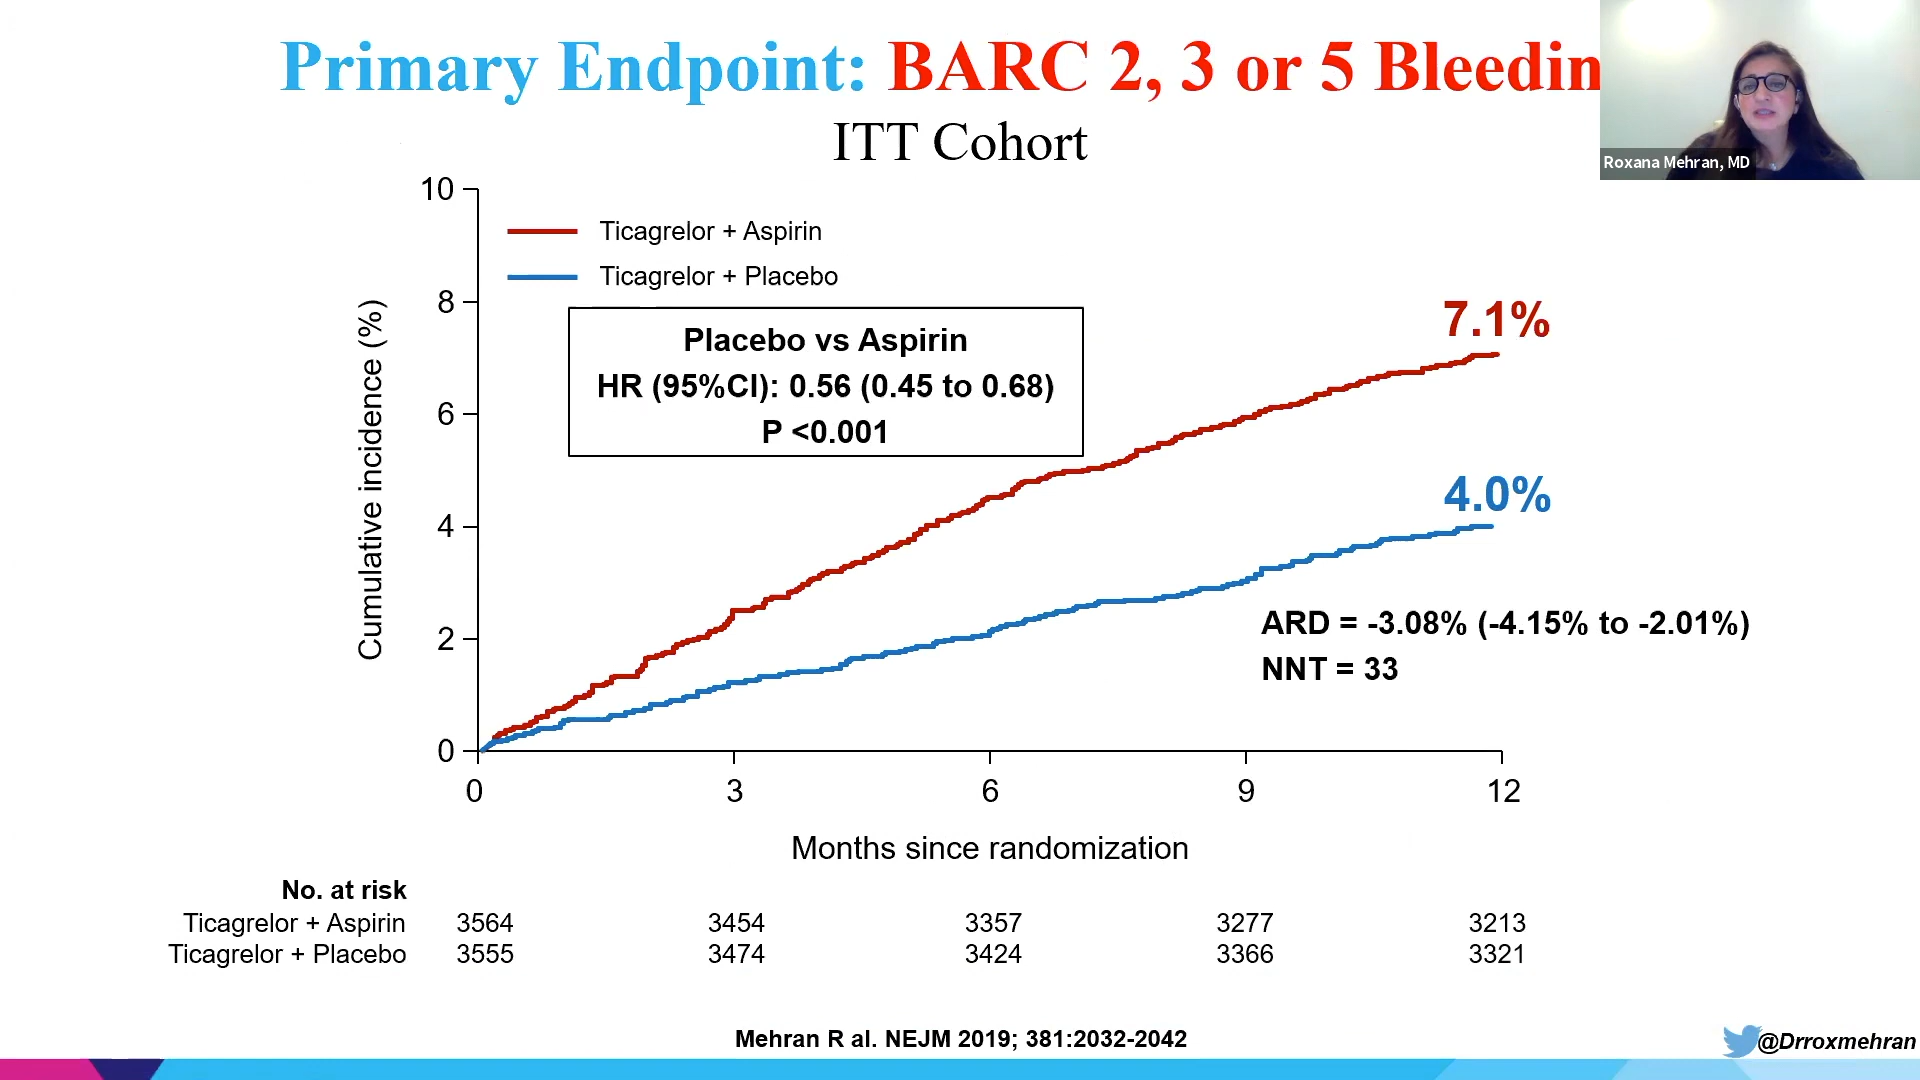 Primary Endpoint: BARC 2, 3 or 5 Bleedin
ITT Cohort
Roxana Mehran, MD
10
8
6
4
2
0
Cumulative incidence (%)
Ticagrelor + Aspirin
Ticagrelor + Placebo
Placebo vs Aspirin
HR (95%CI): 0.56 (0.45 to 0.68)
P <0.001
7.1%
4.0%
ARD = -3.08% (-4.15% to -2.01%)
NNT = 33
0 3 6 9 12
Months since randomization
No. at risk
Ticagrelor + Aspirin 3564 3454 3357 3277 3213
Ticagrelor + Placebo 3555 3474 3424 3366 3321
Mehran R al. NEJM 2019; 381:2032-2042
@Drroxmehran